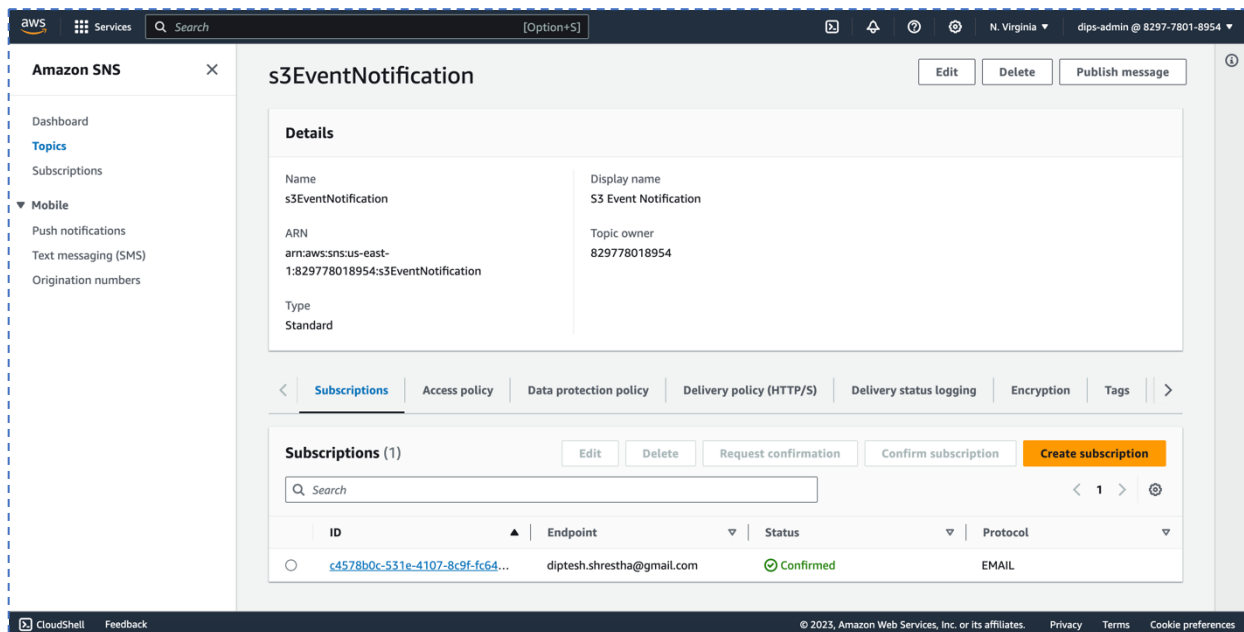 aws
Services
Search
[Option+S]
N. Virginia
dips-admin @ 8297-7801-8954
Amazon SNS
Dashboard
Topics
Subscriptions
Mobile
Push notifications
Text messaging (SMS)
Origination numbers
s3EventNotification
Edit
Delete
Publish message
Details
Name
s3EventNotification
ARN
arn:aws:sns:us-east-
1:829778018954:s3EventNotification
Type
Standard
Display name
S3 Event Notification
Topic owner
829778018954
Subscriptions
Access policy
Data protection policy
Delivery policy (HTTP/S)
Delivery status logging
Encryption
Tags
Subscriptions (1)
Edit
Delete
Request confirmation
Confirm subscription
Create subscription
Search
1
ID
Endpoint
Status
Protocol
c4578b0c-531e-4107-8c9f-fc64...
diptesh.shrestha@gmail.com
Confirmed
EMAIL
CloudShell
Feedback
© 2023, Amazon Web Services, Inc. or its affiliates.
Privacy
Terms
Cookie preferences